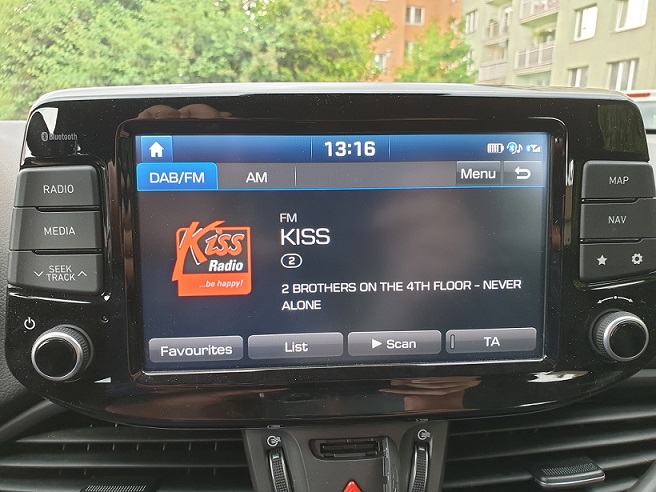 Bluetooth
13:16
DAB/FM AM Menu
RADIO
MEDIA
SEEK
TRACK
MAP
NAV
Kiss
Radio
...be happy!
FM
KISS
2
2 BROTHERS ON THE 4TH FLOOR - NEVER
ALONE
Favourites List Scan TA